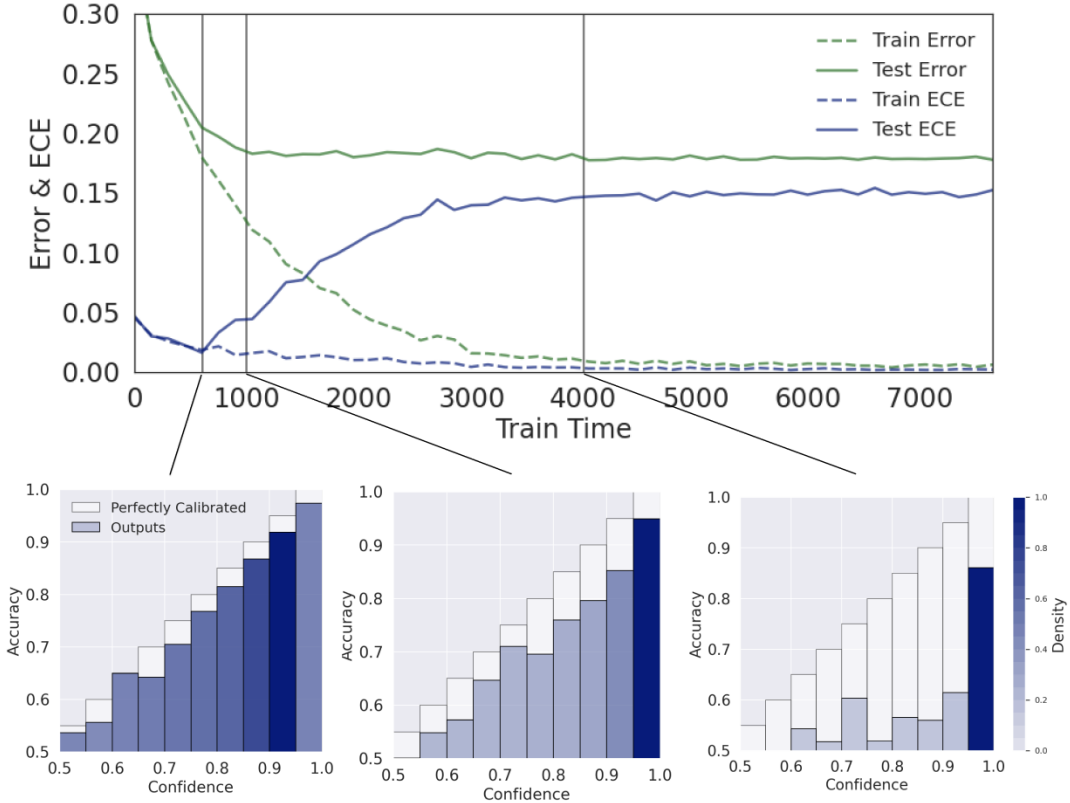 0.30
0.25
0.20
0.15
0.10
0.05
0.00
Error & ECE
Train Error
Test Error
Train ECE
Test ECE
0 1000 2000 3000 4000 5000 6000 7000
Train Time
1.0
0.9
0.8
0.7
0.6
0.5
Accuracy
Perfectly Calibrated
Outputs
0.5 0.6 0.7 0.8 0.9 1.0
Confidence
1.0
0.9
0.8
0.7
0.6
0.5
Accuracy
0.5 0.6 0.7 0.8 0.9 1.0
Confidence
1.0
0.9
0.8
0.7
0.6
0.5
Accuracy
0.5 0.6 0.7 0.8 0.9 1.0
Confidence
1.0
0.8
0.6
0.4
0.2
0.0
Density